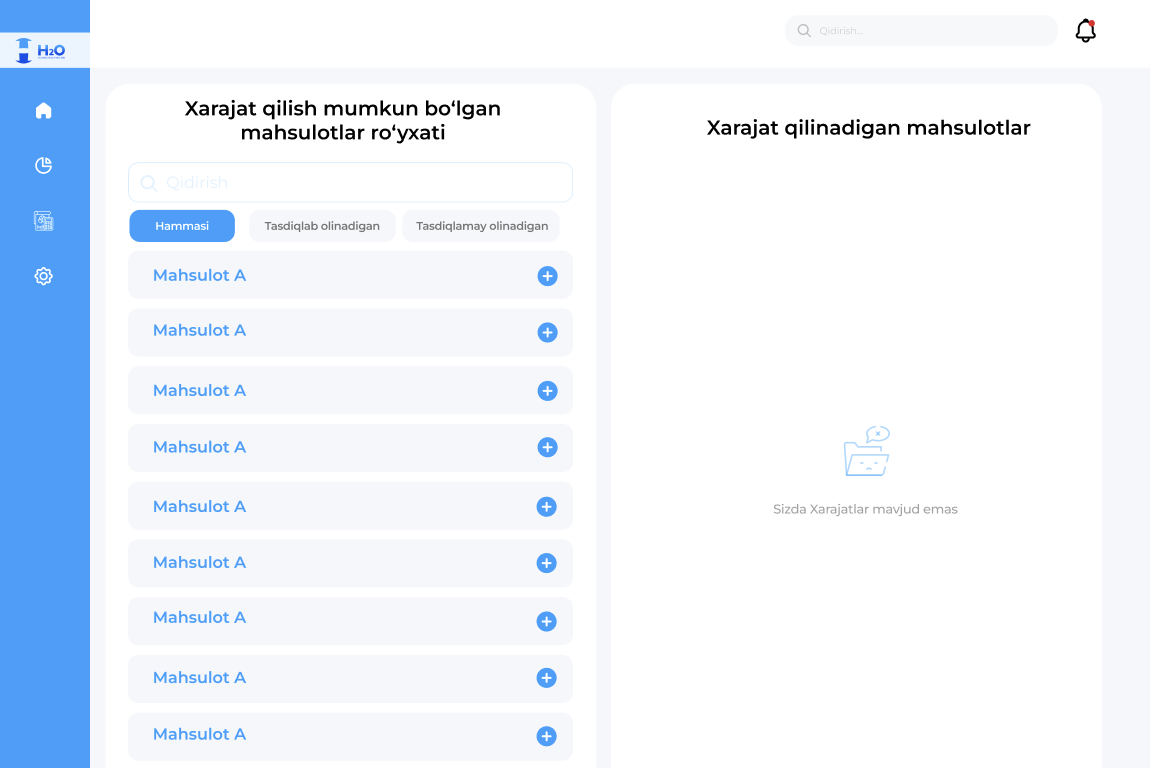 H2O
Qidirish...
Xarajat qilish mumkun bo‘lgan
mahsulotlar ro‘yxati
Qidirish
Hammasi
Tasdiqlab olinadigan
Tasdiqlamay olinadigan
Mahsulot A
Mahsulot A
Mahsulot A
Mahsulot A
Mahsulot A
Mahsulot A
Mahsulot A
Mahsulot A
Mahsulot A
Xarajat qilinadigan mahsulotlar
Sizda Xarajatlar mavjud emas